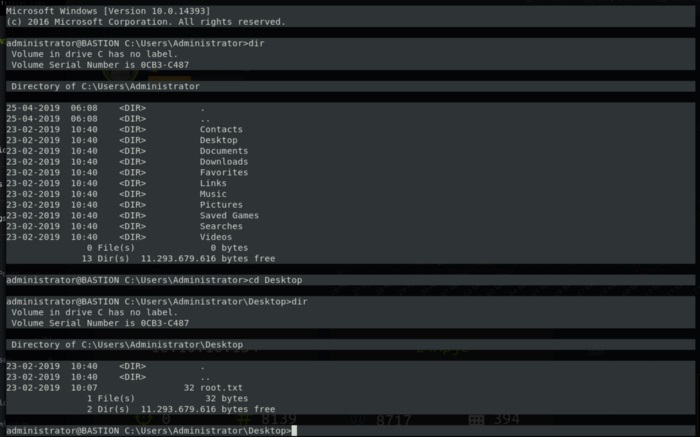 Microsoft Windows [Version 10.0.14393]
(c) 2016 Microsoft Corporation. All rights reserved.
administrator@BASTION C:\Users\Administrator>dir
 Volume in drive C has no label.
 Volume Serial Number is 0CB3-C487
 Directory of C:\Users\Administrator
25-04-2019  06:08    <DIR>          .
25-04-2019  06:08    <DIR>          ..
23-02-2019  10:40    <DIR>          Contacts
23-02-2019  10:40    <DIR>          Desktop
23-02-2019  10:40    <DIR>          Documents
23-02-2019  10:40    <DIR>          Downloads
23-02-2019  10:40    <DIR>          Favorites
23-02-2019  10:40    <DIR>          Links
23-02-2019  10:40    <DIR>          Music
23-02-2019  10:40    <DIR>          Pictures
23-02-2019  10:40    <DIR>          Saved Games
23-02-2019  10:40    <DIR>          Searches
23-02-2019  10:40    <DIR>          Videos
               0 File(s)              0 bytes
              13 Dir(s)  11.293.679.616 bytes free
administrator@BASTION C:\Users\Administrator>cd Desktop
administrator@BASTION C:\Users\Administrator\Desktop>dir
 Volume in drive C has no label.
 Volume Serial Number is 0CB3-C487
 Directory of C:\Users\Administrator\Desktop
23-02-2019  10:40    <DIR>          .
23-02-2019  10:40    <DIR>          ..
23-02-2019  10:07                32 root.txt
               1 File(s)             32 bytes
               2 Dir(s)  11.293.679.616 bytes free
0 # 8139 8717 394
administrator@BASTION C:\Users\Administrator\Desktop>